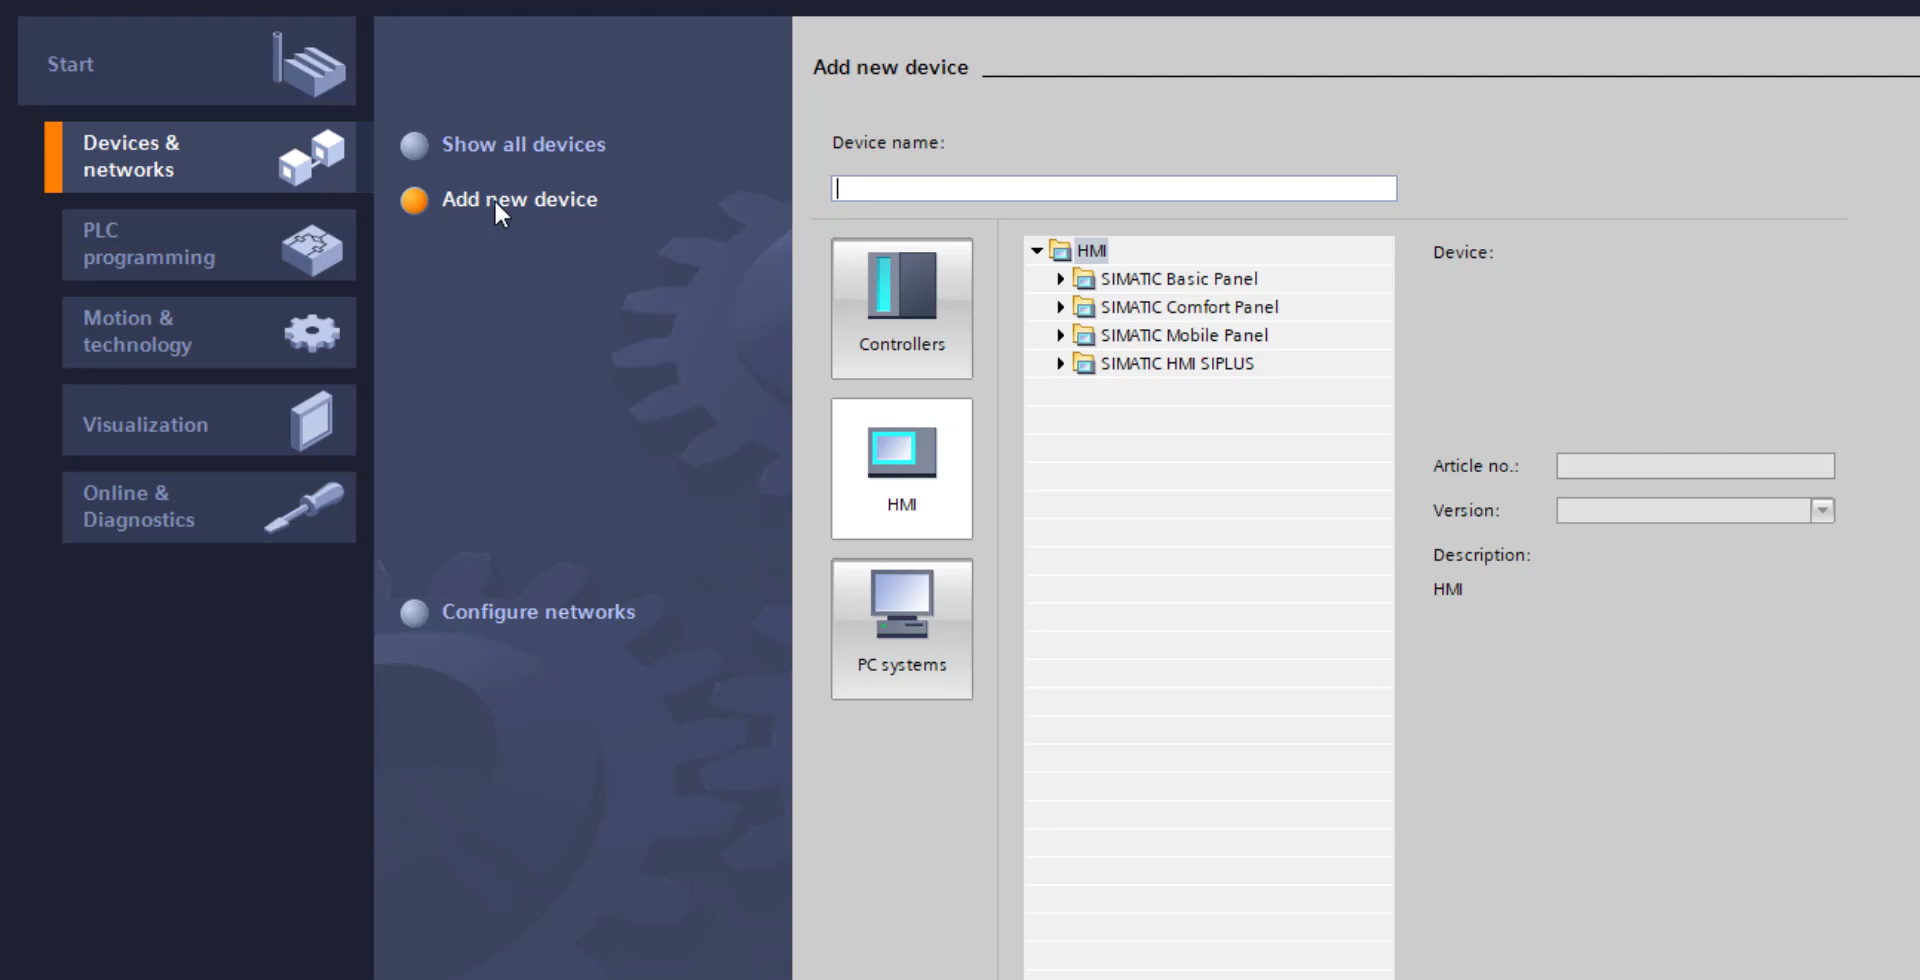 Start
Devices &
networks
PLC
programming
Motion &
technology
Visualization
Online &
Diagnostics
Show all devices
Add new device
Configure networks
Add new device
Device name:
Controllers
HMI
PC systems
HMI
SIMATIC Basic Panel
SIMATIC Comfort Panel
SIMATIC Mobile Panel
SIMATIC HMI SIPLUS
Device:
Article no.:
Version:
Description:
HMI